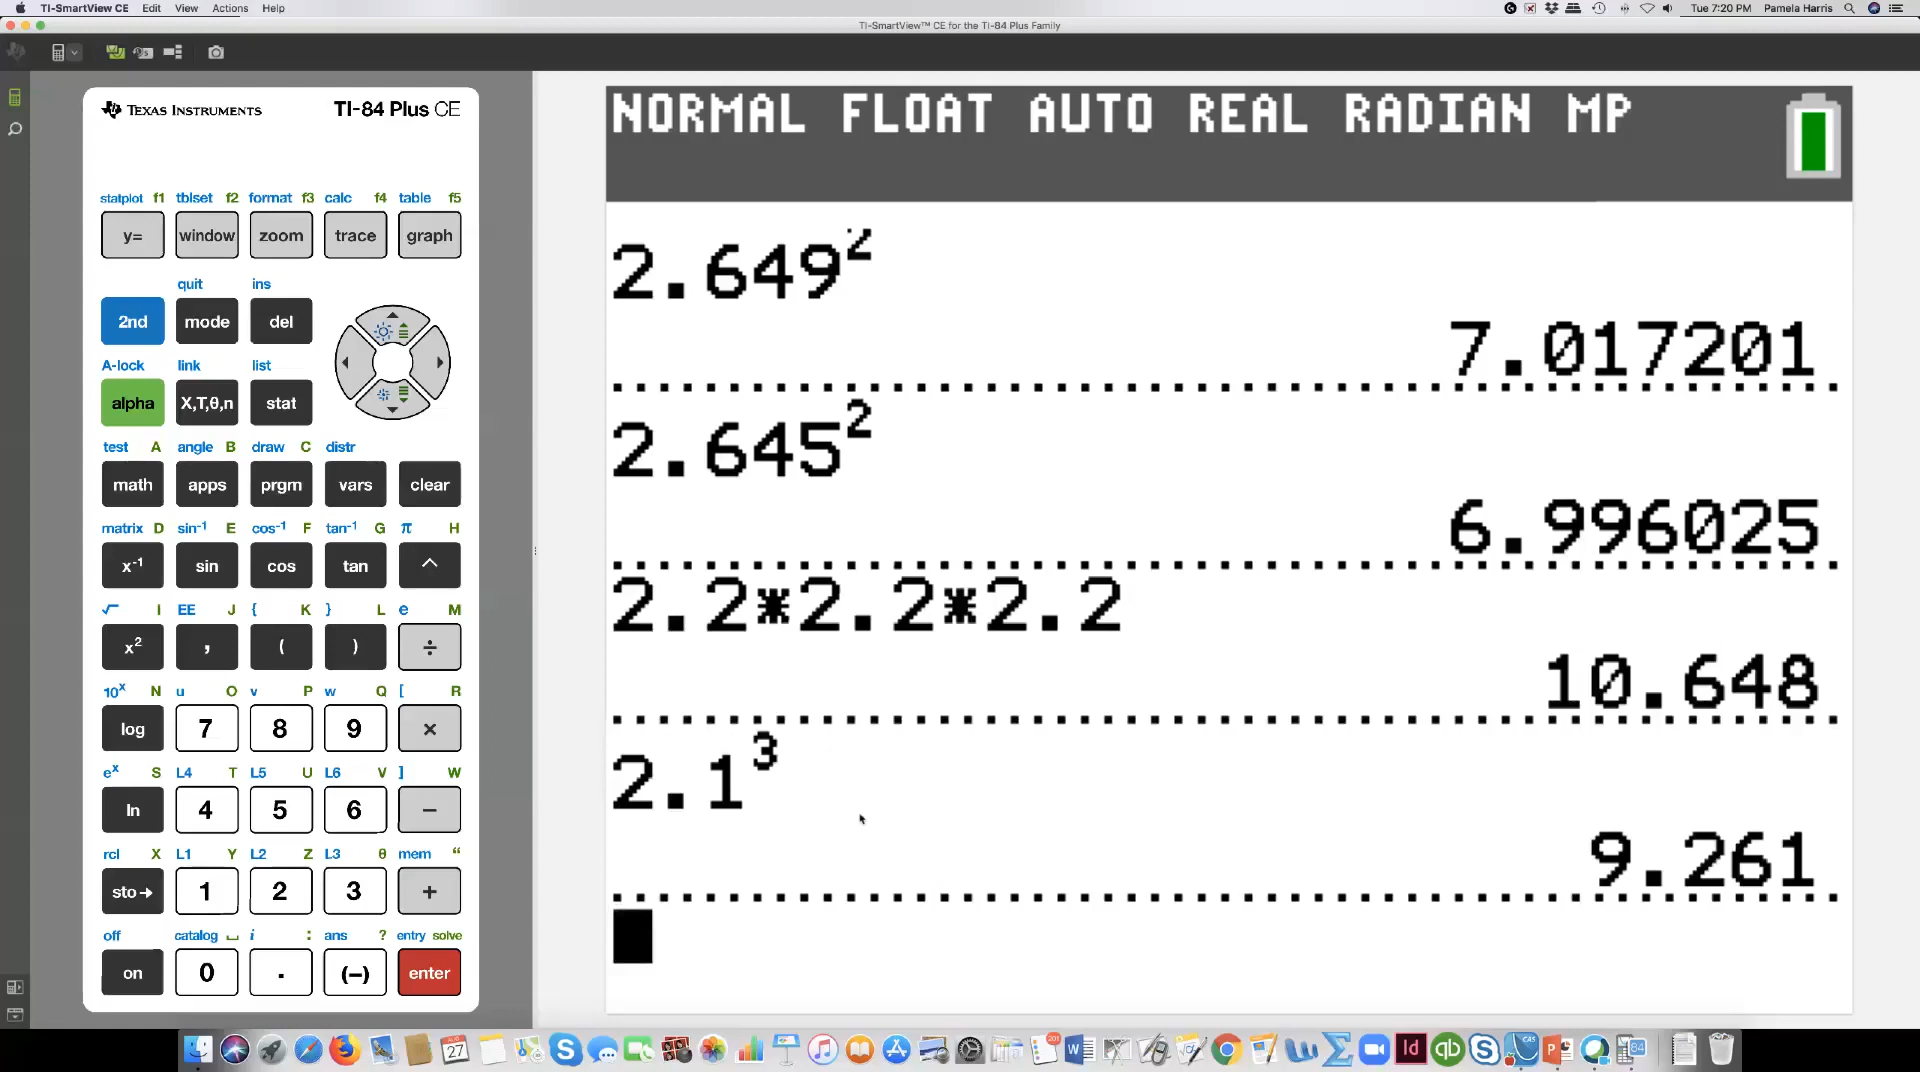 TI-SmartView CE Edit View Actions Help
Tue 7:20 PM Pamela Harris
TI-SmartView™ CE for the TI-84 Plus Family
TEXAS INSTRUMENTS TI-84 Plus CE
statplot f1 tblset f2 format f3 calc f4 table f5
y= window zoom trace graph
quit ins
2nd mode del
A-lock link list
alpha X,T,θ,n stat
test A angle B draw C distr
math apps prgm vars clear
matrix D sin⁻¹ E cos⁻¹ F tan⁻¹ G π H
x⁻¹ sin cos tan ^
√ I EE J { K } L e M
x² , ( ) ÷
10ˣ N u O v P w Q [ R
log 7 8 9 ×
eˣ S L4 T L5 U L6 V ] W
ln 4 5 6 −
rcl X L1 Y L2 Z L3 θ mem “
sto→ 1 2 3 +
off catalog ⎵ i : ans ? entry solve
on 0 . (−) enter
NORMAL FLOAT AUTO REAL RADIAN MP
2.649²
7.017201
2.645²
6.996025
2.2*2.2*2.2
10.648
2.1³
9.261
27
201
Id
qb
CAS
84